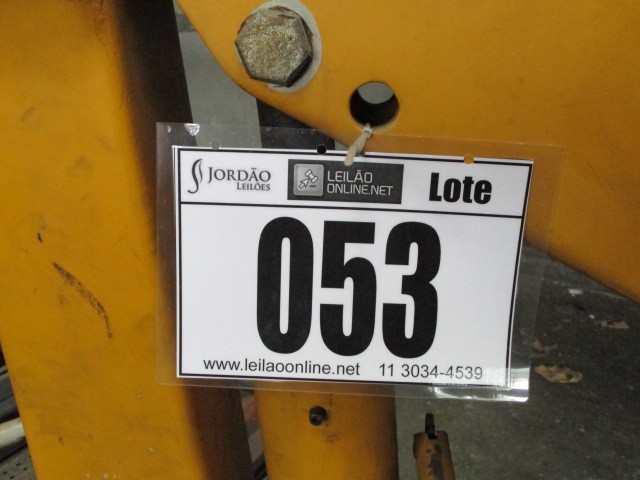 JORDÃO
LEILÕES
LEILÃO
ONLINE.NET
Lote
053
www.leilaoonline.net 11 3034-4539